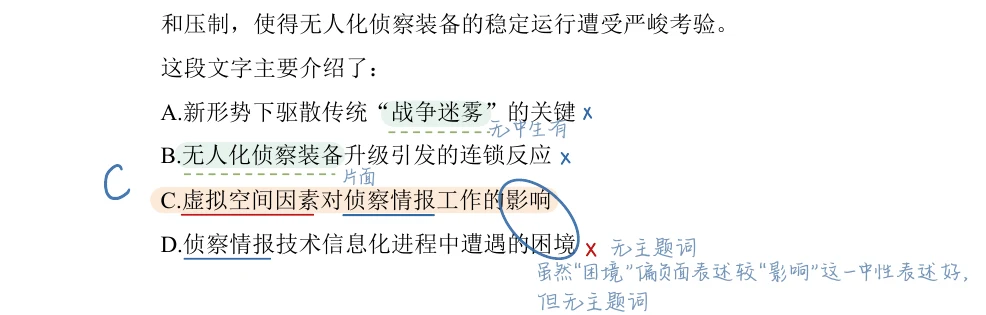 和压制，使得无人化侦察装备的稳定运行遭受严峻考验。
这段文字主要介绍了：
A.新形势下驱散传统“战争迷雾”的关键 x
无中生有
B.无人化侦察装备升级引发的连锁反应 x
片面
C
C.虚拟空间因素对侦察情报工作的影响
D.侦察情报技术信息化进程中遭遇的困境 x 无主题词
虽然“困境”偏负面表述较“影响”这一中性表述好，
但无主题词